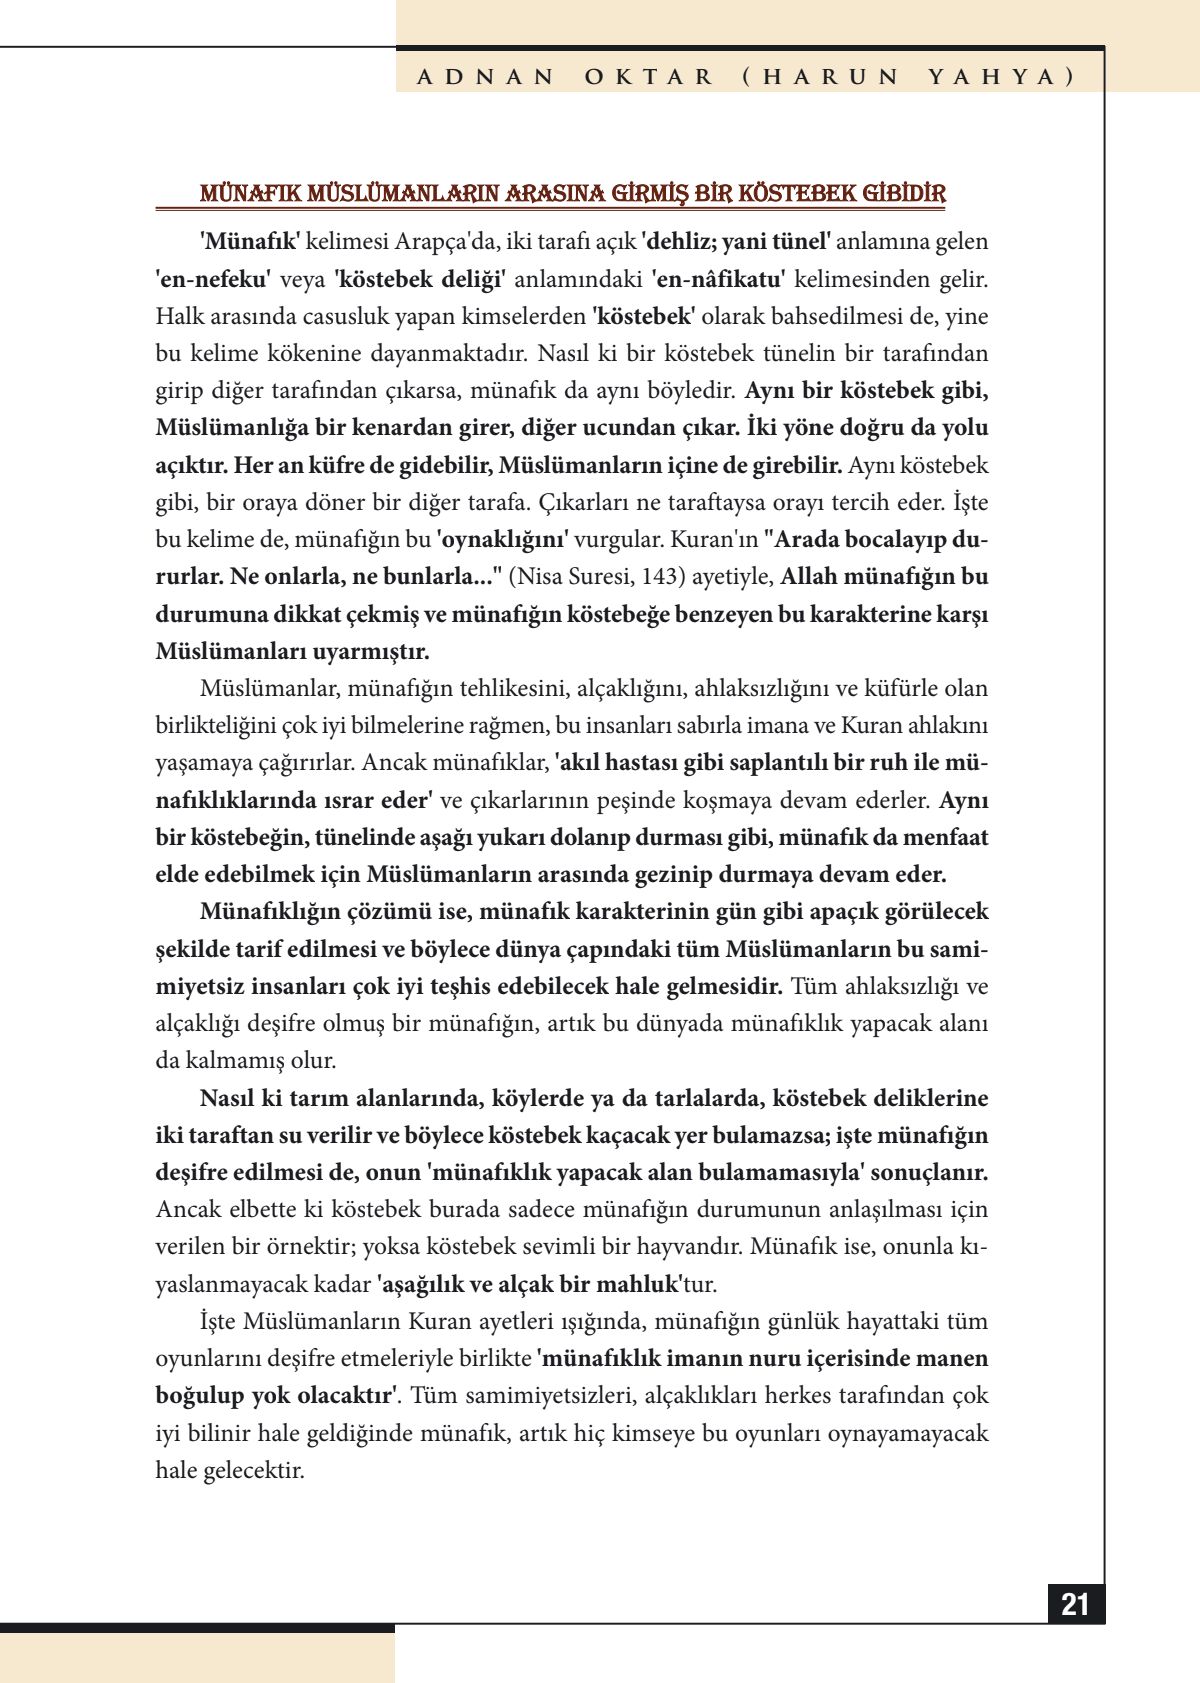 ADNAN OKTAR (HARUN YAHYA)
MÜNAFIK MÜSLÜMANLARIN ARASINA GİRMİŞ BİR KÖSTEBEK GİBİDİR
'Münafık' kelimesi Arapça'da, iki tarafı açık 'dehliz; yani tünel' anlamına gelen
'en-nefeku' veya 'köstebek deliği' anlamındaki 'en-nâfikatu' kelimesinden gelir.
Halk arasında casusluk yapan kimselerden 'köstebek' olarak bahsedilmesi de, yine
bu kelime kökenine dayanmaktadır. Nasıl ki bir köstebek tünelin bir tarafından
girip diğer tarafından çıkarsa, münafık da aynı böyledir. Aynı bir köstebek gibi,
Müslümanlığa bir kenardan girer, diğer ucundan çıkar. İki yöne doğru da yolu
açıktır. Her an küfre de gidebilir, Müslümanların içine de girebilir. Aynı köstebek
gibi, bir oraya döner bir diğer tarafa. Çıkarları ne taraftaysa orayı tercih eder. İşte
bu kelime de, münafığın bu 'oynaklığını' vurgular. Kuran'ın "Arada bocalayıp du-
rurlar. Ne onlarla, ne bunlarla..." (Nisa Suresi, 143) ayetiyle, Allah münafığın bu
durumuna dikkat çekmiş ve münafığın köstebeğe benzeyen bu karakterine karşı
Müslümanları uyarmıştır.
Müslümanlar, münafığın tehlikesini, alçaklığını, ahlaksızlığını ve küfürle olan
birlikteliğini çok iyi bilmelerine rağmen, bu insanları sabırla imana ve Kuran ahlakını
yaşamaya çağırırlar. Ancak münafıklar, 'akıl hastası gibi saplantılı bir ruh ile mü-
nafıklıklarında ısrar eder' ve çıkarlarının peşinde koşmaya devam ederler. Aynı
bir köstebeğin, tünelinde aşağı yukarı dolanıp durması gibi, münafık da menfaat
elde edebilmek için Müslümanların arasında gezinip durmaya devam eder.
Münafıklığın çözümü ise, münafık karakterinin gün gibi apaçık görülecek
şekilde tarif edilmesi ve böylece dünya çapındaki tüm Müslümanların bu sami-
miyetsiz insanları çok iyi teşhis edebilecek hale gelmesidir. Tüm ahlaksızlığı ve
alçaklığı deşifre olmuş bir münafığın, artık bu dünyada münafıklık yapacak alanı
da kalmamış olur.
Nasıl ki tarım alanlarında, köylerde ya da tarlalarda, köstebek deliklerine
iki taraftan su verilir ve böylece köstebek kaçacak yer bulamazsa; işte münafığın
deşifre edilmesi de, onun 'münafıklık yapacak alan bulamamasıyla' sonuçlanır.
Ancak elbette ki köstebek burada sadece münafığın durumunun anlaşılması için
verilen bir örnektir; yoksa köstebek sevimli bir hayvandır. Münafık ise, onunla kı-
yaslanmayacak kadar 'aşağılık ve alçak bir mahluk'tur.
İşte Müslümanların Kuran ayetleri ışığında, münafığın günlük hayattaki tüm
oyunlarını deşifre etmeleriyle birlikte 'münafıklık imanın nuru içerisinde manen
boğulup yok olacaktır'. Tüm samimiyetsizleri, alçaklıkları herkes tarafından çok
iyi bilinir hale geldiğinde münafık, artık hiç kimseye bu oyunları oynayamayacak
hale gelecektir.
21